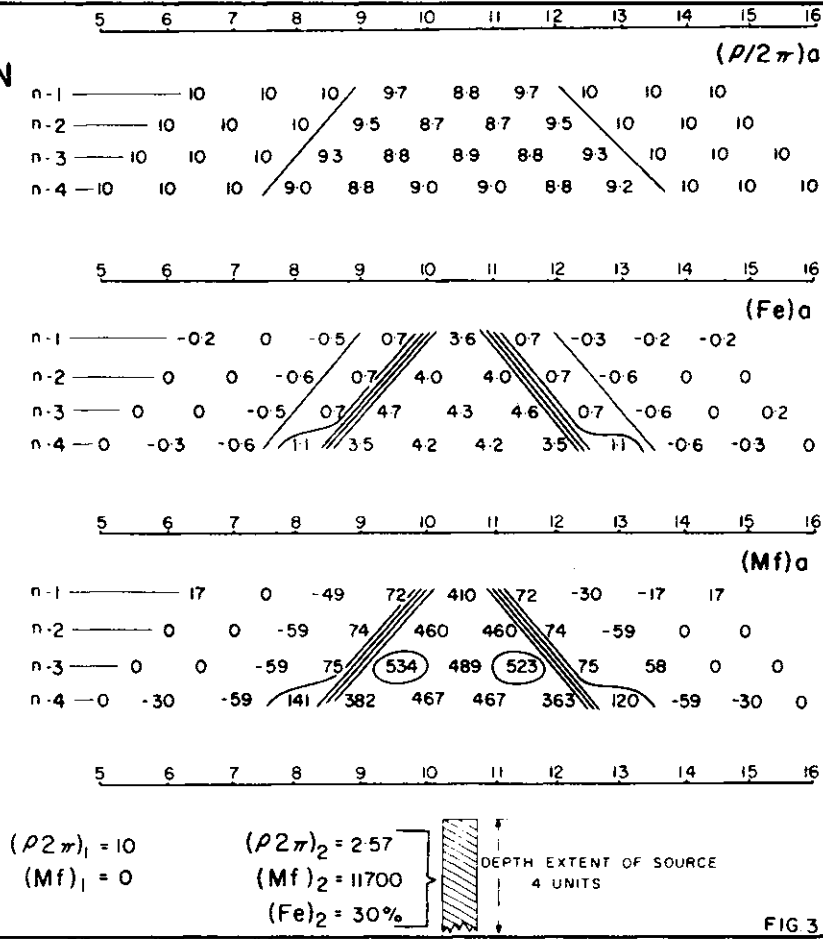 5 6 7 8 9 10 11 12 13 14 15 16
(ρ/2π)a
N
n-1 10 10 10 9.7 8.8 9.7 10 10 10
n-2 10 10 10 9.5 8.7 8.7 9.5 10 10 10
n-3 10 10 10 9.3 8.8 8.9 8.8 9.3 10 10 10
n-4 10 10 10 9.0 8.8 9.0 9.0 8.8 9.2 10 10 10
5 6 7 8 9 10 11 12 13 14 15 16
(Fe)a
n-1 -0.2 0 -0.5 0.7 3.6 0.7 -0.3 -0.2 -0.2
n-2 0 0 -0.6 0.7 4.0 4.0 0.7 -0.6 0 0
n-3 0 0 -0.5 0.7 4.7 4.3 4.6 0.7 -0.6 0 0.2
n-4 0 -0.3 -0.6 1.1 3.5 4.2 4.2 3.5 1.1 -0.6 -0.3 0
5 6 7 8 9 10 11 12 13 14 15 16
(Mf)a
n-1 17 0 -49 72 410 72 -30 -17 17
n-2 0 0 -59 74 460 460 74 -59 0 0
n-3 0 0 -59 75 534 489 523 75 58 0 0
n-4 0 -30 -59 141 382 467 467 363 120 -59 -30 0
5 6 7 8 9 10 11 12 13 14 15 16
(ρ2π)₁ = 10
(Mf)₁ = 0
(ρ2π)₂ = 2.57
(Mf)₂ = 11700
(Fe)₂ = 30%
DEPTH EXTENT OF SOURCE
4 UNITS
FIG. 3